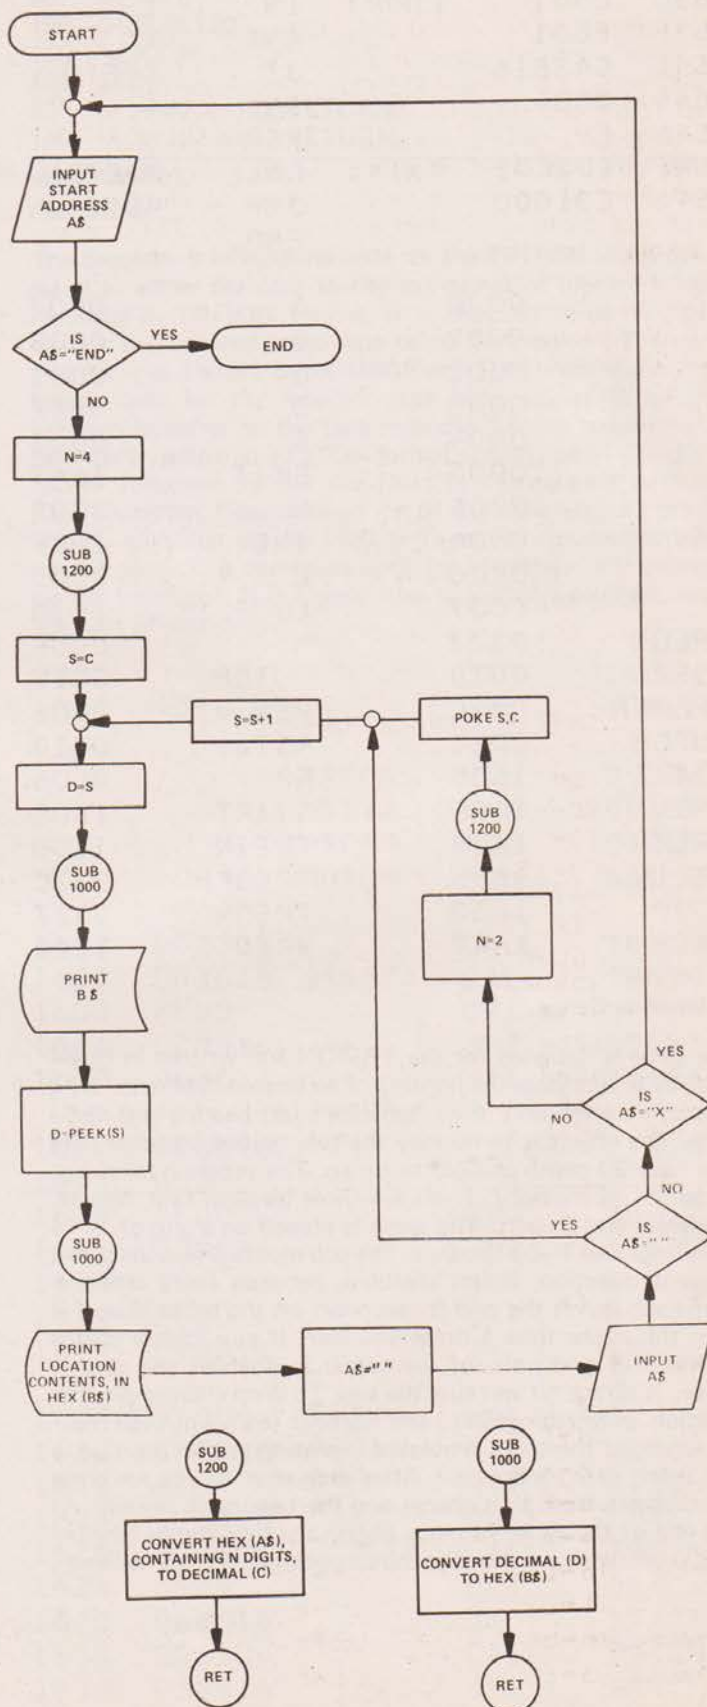 START
INPUT
START
ADDRESS
A$
IS
A$="END"
YES
END
NO
N=4
SUB
1200
S=C
S=S+1
POKE S,C
D=S
SUB
1200
SUB
1000
N=2
PRINT
B$
YES
IS
A$="X"
NO
D=PEEK(S)
NO
YES
IS
A$=" "
SUB
1000
PRINT
LOCATION
CONTENTS, IN
HEX (B$)
A$=" "
INPUT
A$
SUB
1200
CONVERT HEX (A$),
CONTAINING N DIGITS,
TO DECIMAL (C)
RET
SUB
1000
CONVERT DECIMAL (D)
TO HEX (B$)
RET